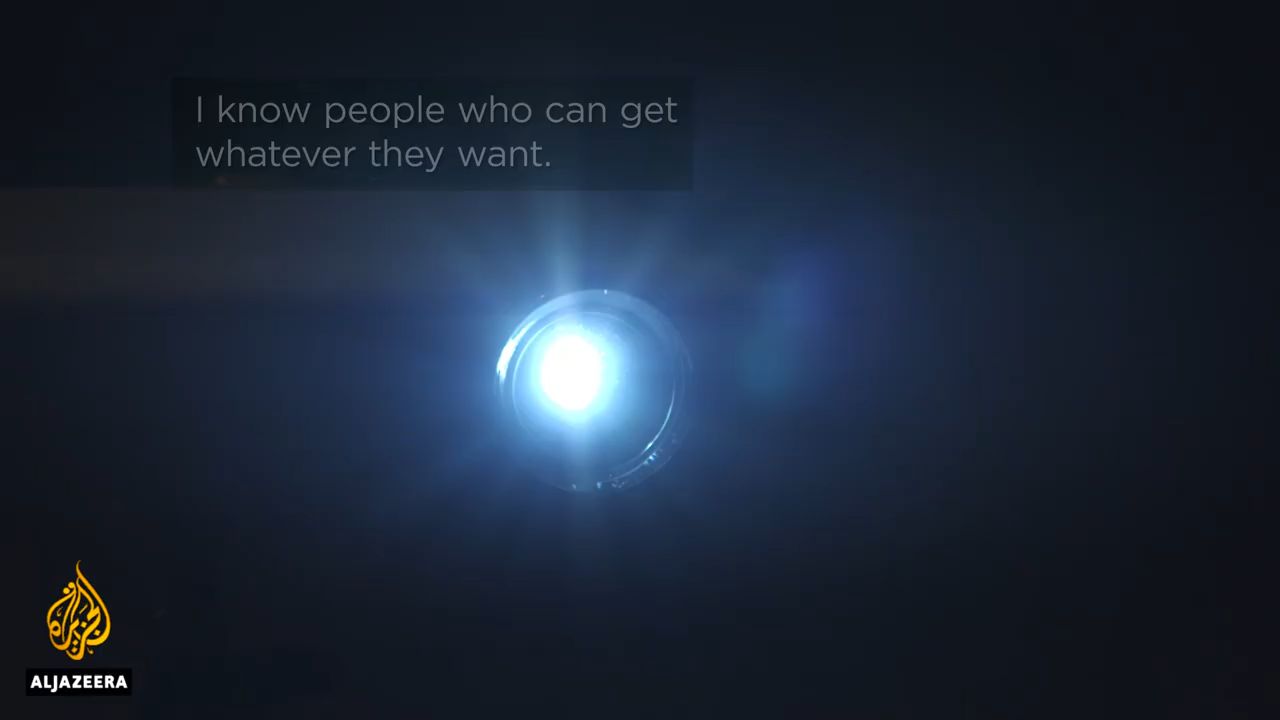 I know people who can get
whatever they want.
الجزيرة
ALJAZEERA